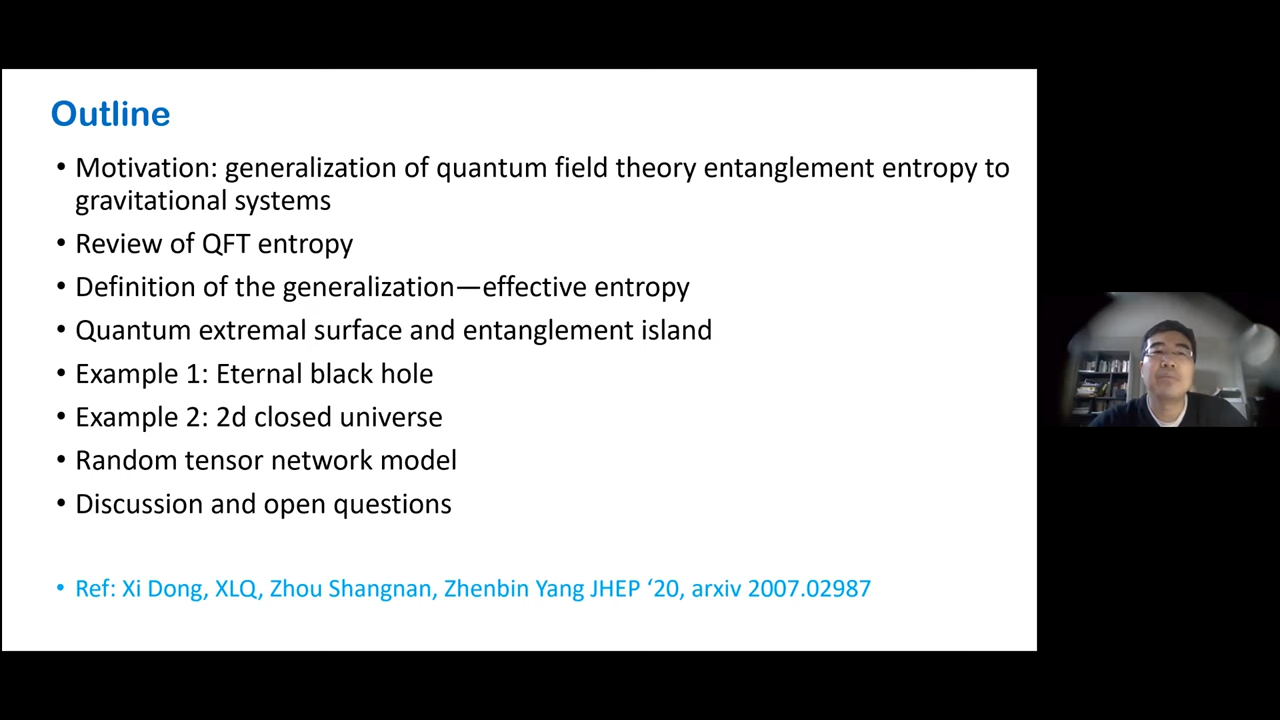 Outline
• Motivation: generalization of quantum field theory entanglement entropy to
gravitational systems
• Review of QFT entropy
• Definition of the generalization—effective entropy
• Quantum extremal surface and entanglement island
• Example 1: Eternal black hole
• Example 2: 2d closed universe
• Random tensor network model
• Discussion and open questions
• Ref: Xi Dong, XLQ, Zhou Shangnan, Zhenbin Yang JHEP ‘20, arxiv 2007.02987